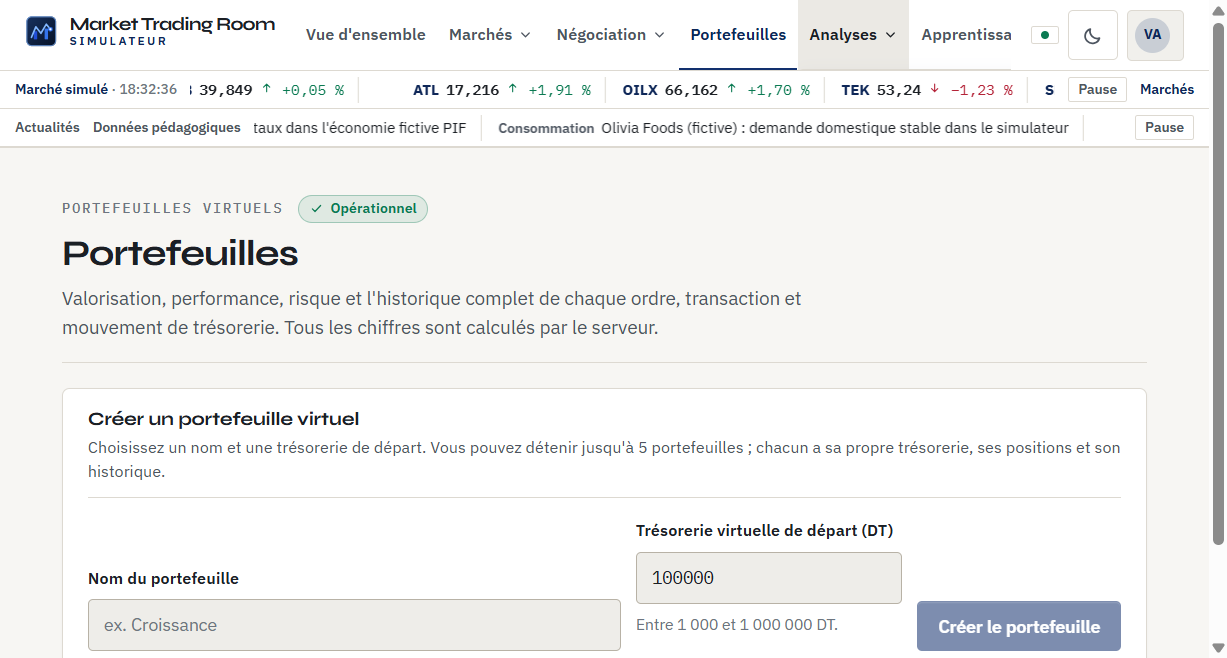 Market Trading Room
SIMULATEUR
Vue d'ensemble Marchés Négociation Portefeuilles Analyses Apprentissa VA
Marché simulé · 18:32:36 39,849 ↑ +0,05 % ATL 17,216 ↑ +1,91 % OILX 66,162 ↑ +1,70 % TEK 53,24 ↓ −1,23 % S Pause Marchés
Actualités Données pédagogiques taux dans l'économie fictive PIF Consommation Olivia Foods (fictive) : demande domestique stable dans le simulateur Pause
PORTEFEUILLES VIRTUELS ✓ Opérationnel
Portefeuilles
Valorisation, performance, risque et l'historique complet de chaque ordre, transaction et
mouvement de trésorerie. Tous les chiffres sont calculés par le serveur.
Créer un portefeuille virtuel
Choisissez un nom et une trésorerie de départ. Vous pouvez détenir jusqu'à 5 portefeuilles ; chacun a sa propre trésorerie, ses positions et son
historique.
Trésorerie virtuelle de départ (DT)
100000
Nom du portefeuille
ex. Croissance
Entre 1 000 et 1 000 000 DT.
Créer le portefeuille